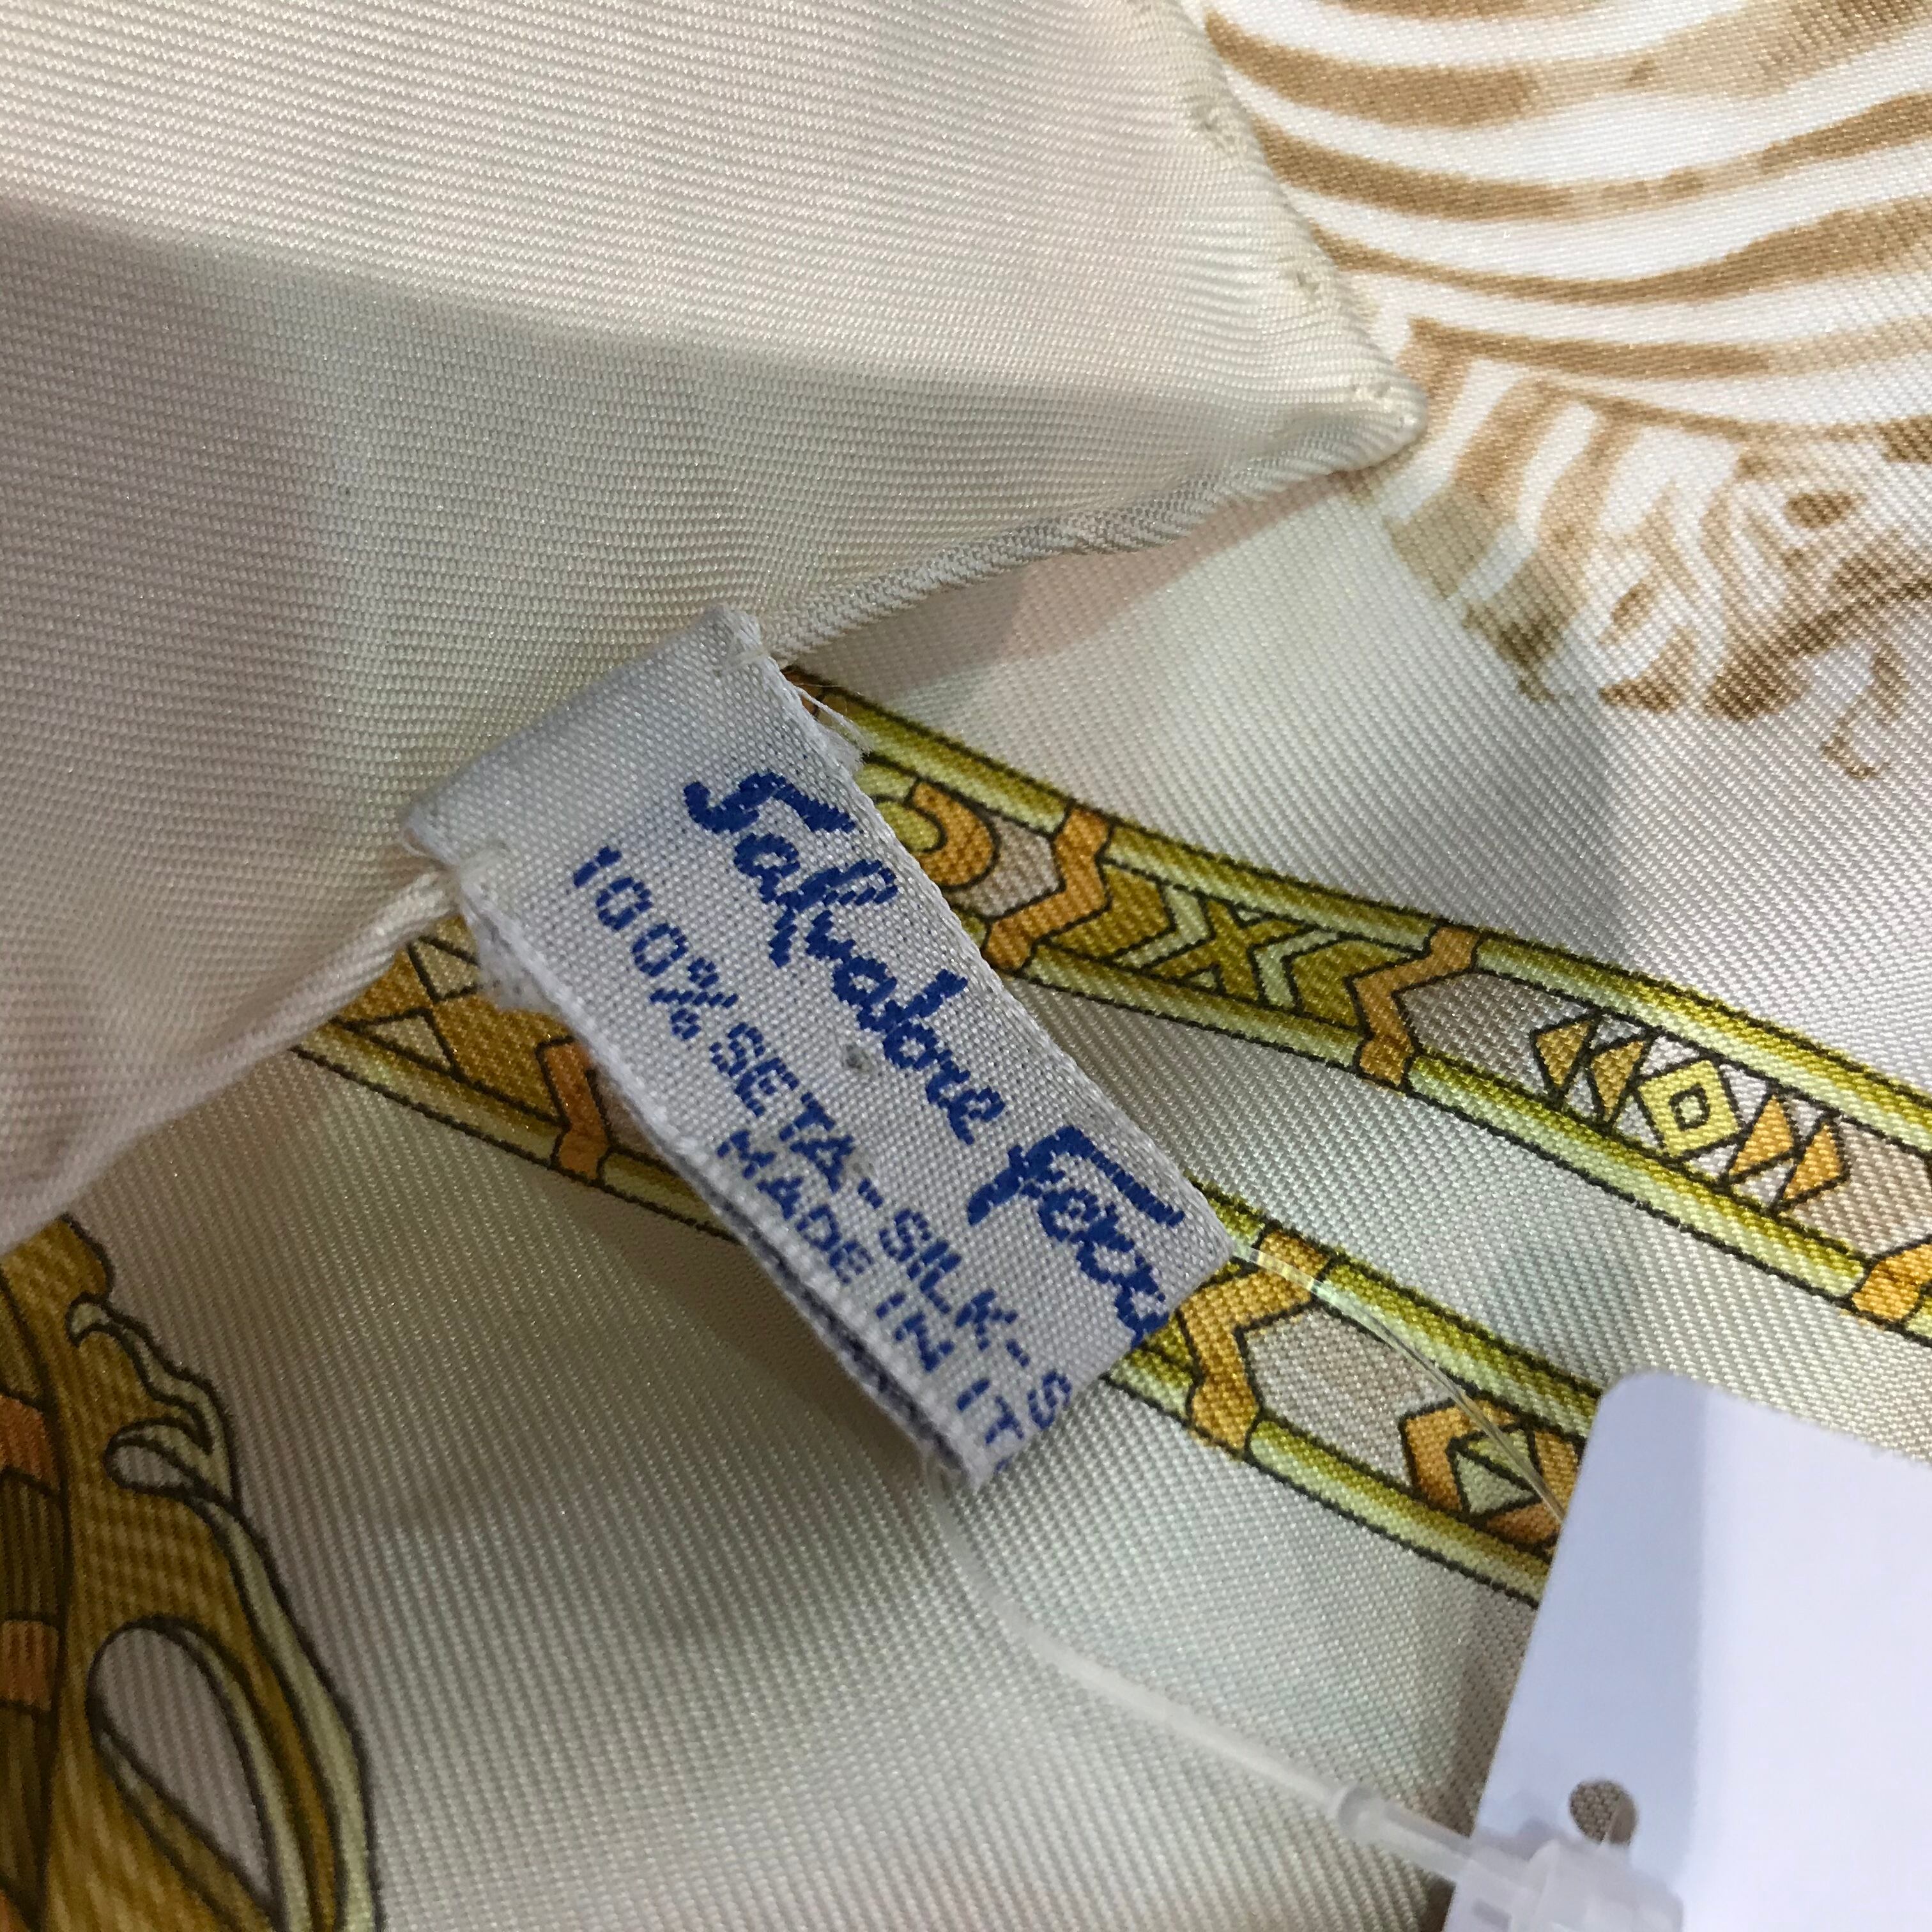 Salvatore Ferr
100% SETA-SILK-S
MADE IN IT